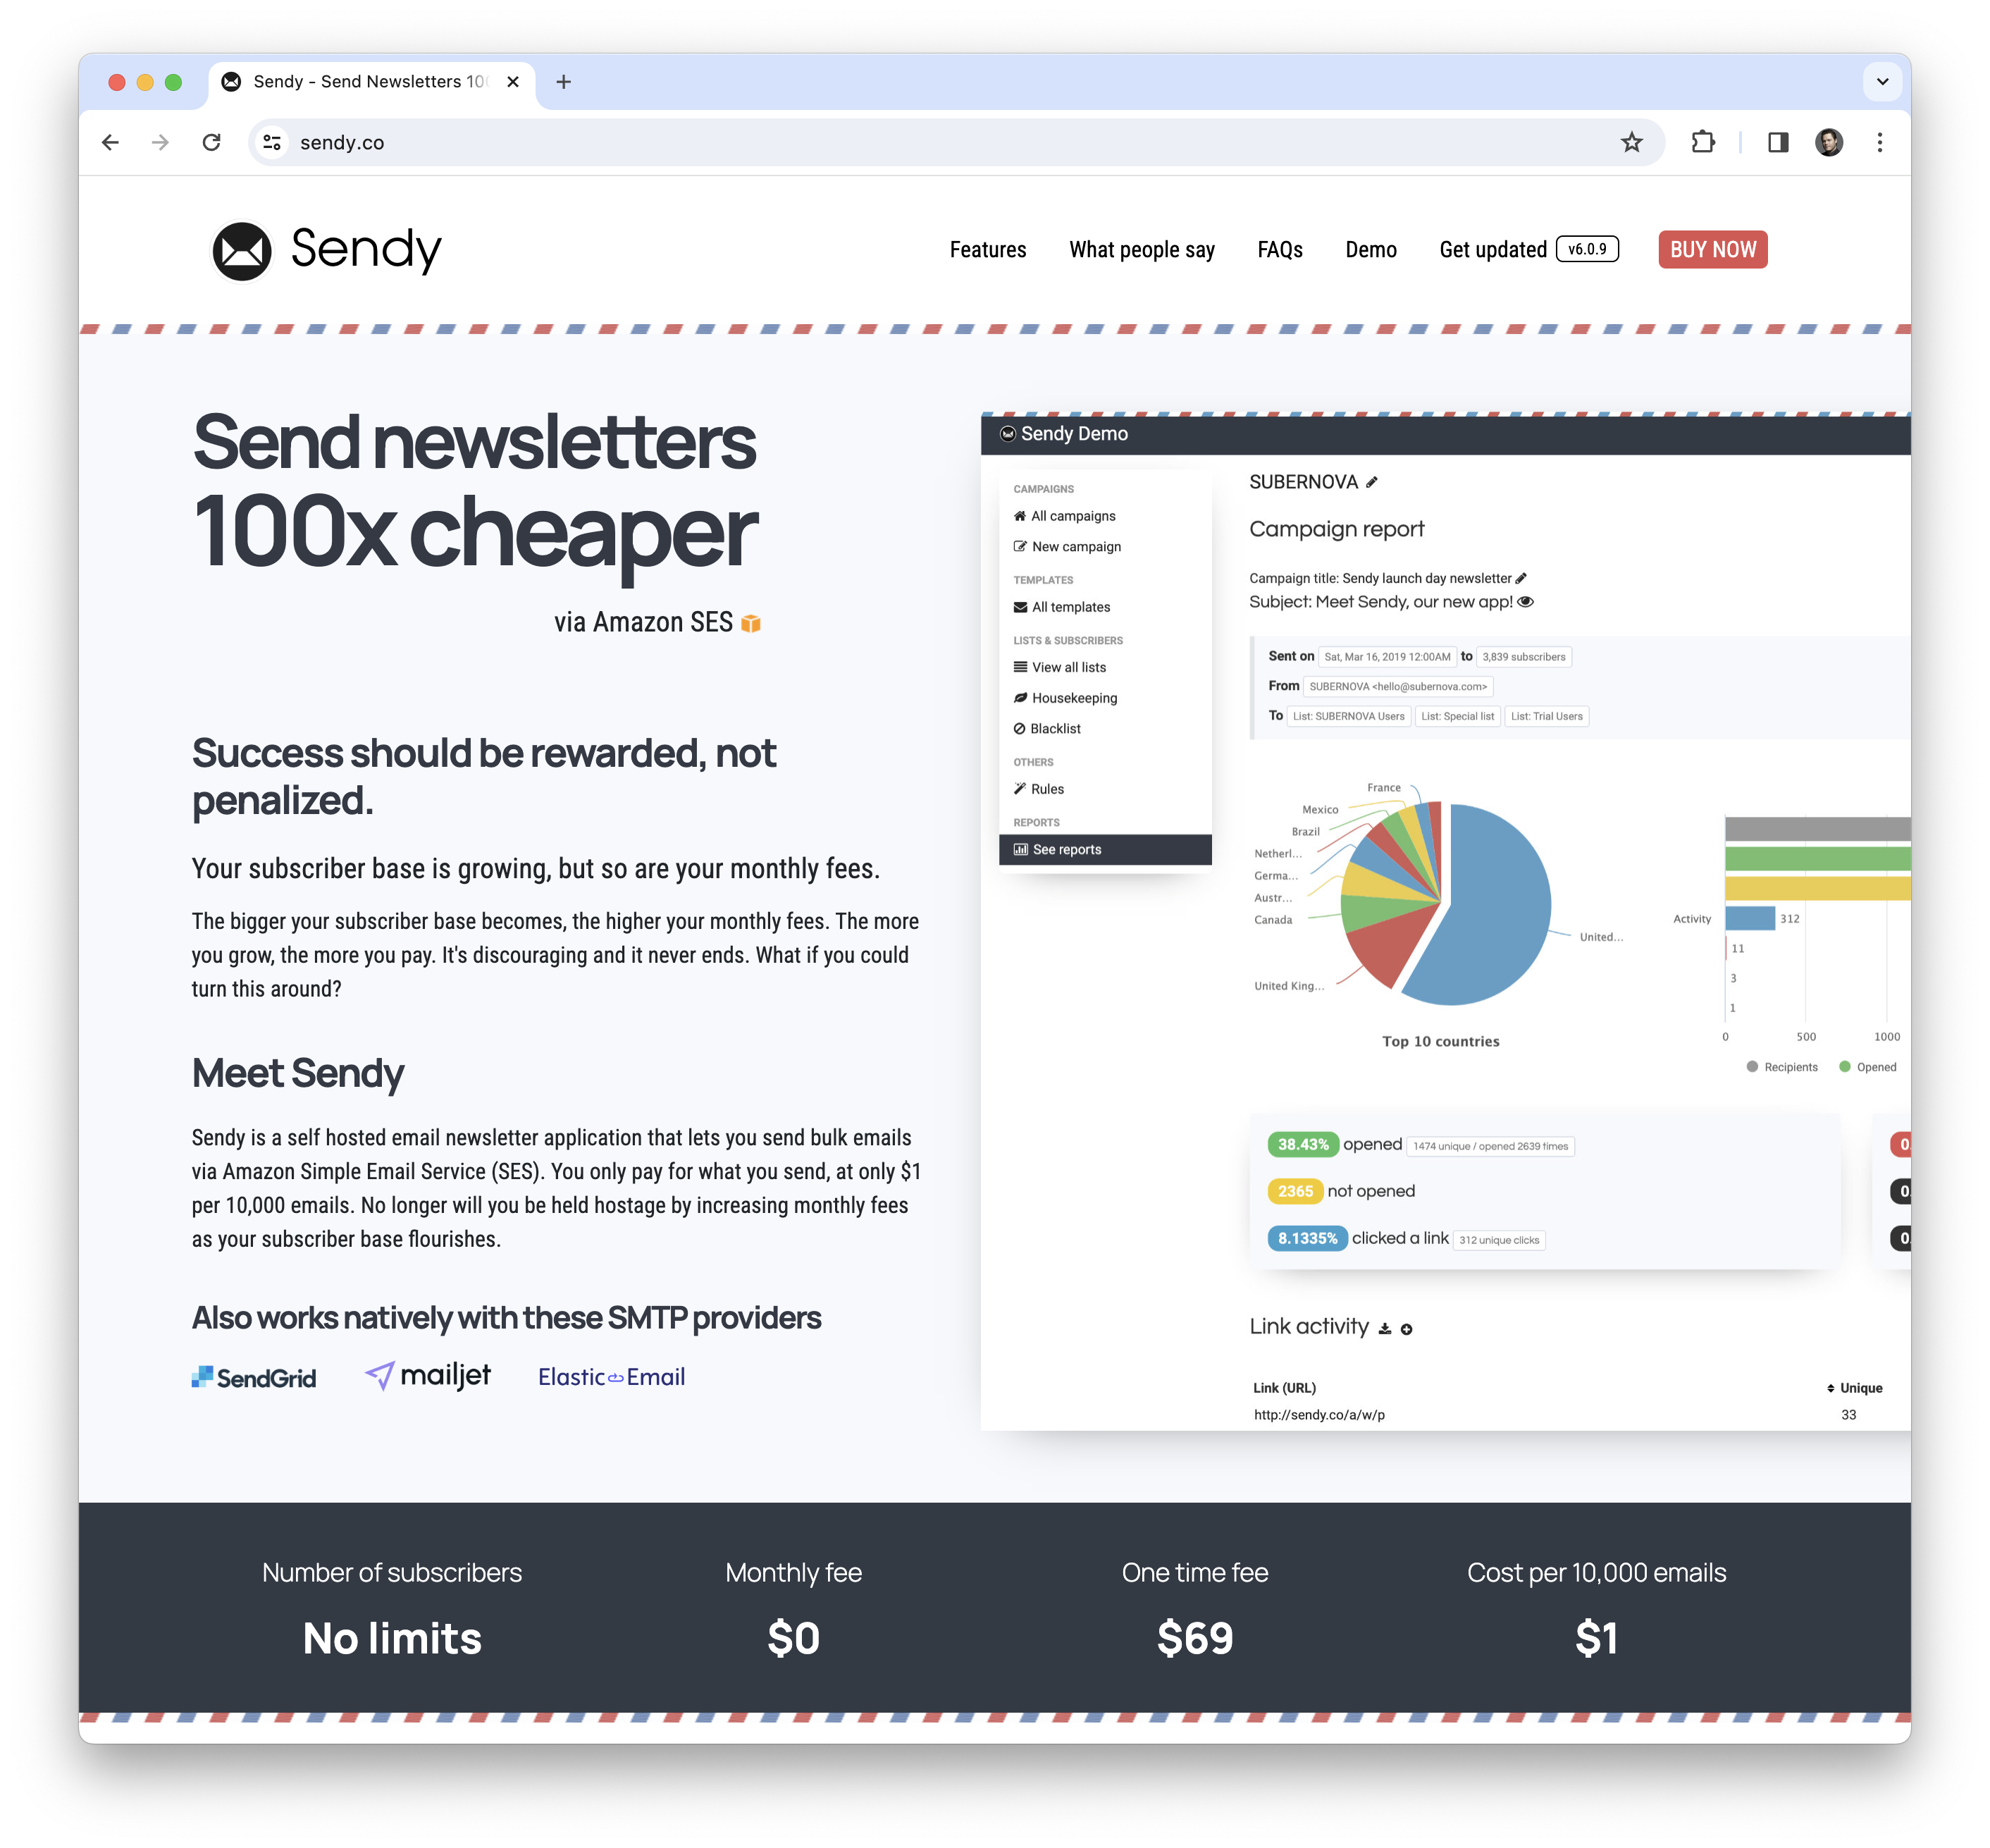 Sendy - Send Newsletters 10
sendy.co
Sendy
Features
What people say
FAQs
Demo
Get updated v6.0.9
BUY NOW
Send newsletters
100x cheaper
via Amazon SES
Success should be rewarded, not
penalized.
Your subscriber base is growing, but so are your monthly fees.
The bigger your subscriber base becomes, the higher your monthly fees. The more
you grow, the more you pay. It's discouraging and it never ends. What if you could
turn this around?
Meet Sendy
Sendy is a self hosted email newsletter application that lets you send bulk emails
via Amazon Simple Email Service (SES). You only pay for what you send, at only $1
per 10,000 emails. No longer will you be held hostage by increasing monthly fees
as your subscriber base flourishes.
Also works natively with these SMTP providers
SendGrid
mailjet
Elastic Email
Sendy Demo
CAMPAIGNS
All campaigns
New campaign
TEMPLATES
All templates
LISTS & SUBSCRIBERS
View all lists
Housekeeping
Blacklist
OTHERS
Rules
REPORTS
See reports
SUBERNOVA
Campaign report
Campaign title: Sendy launch day newsletter
Subject: Meet Sendy, our new app!
Sent on Sat, Mar 16, 2019 12:00AM to 3,839 subscribers
From SUBERNOVA <hello@subernova.com>
To List: SUBERNOVA Users List: Special list List: Trial Users
France
Mexico
Brazil
Netherl...
Germa...
Austr...
Canada
United King...
United...
Top 10 countries
Activity
312
11
3
1
0 500 1000
Recipients Opened
38.43% opened 1474 unique / opened 2639 times
2365 not opened
8.1335% clicked a link 312 unique clicks
0.
0.
0.
Link activity
Link (URL) Unique
http://sendy.co/a/w/p 33
Number of subscribers
No limits
Monthly fee
$0
One time fee
$69
Cost per 10,000 emails
$1